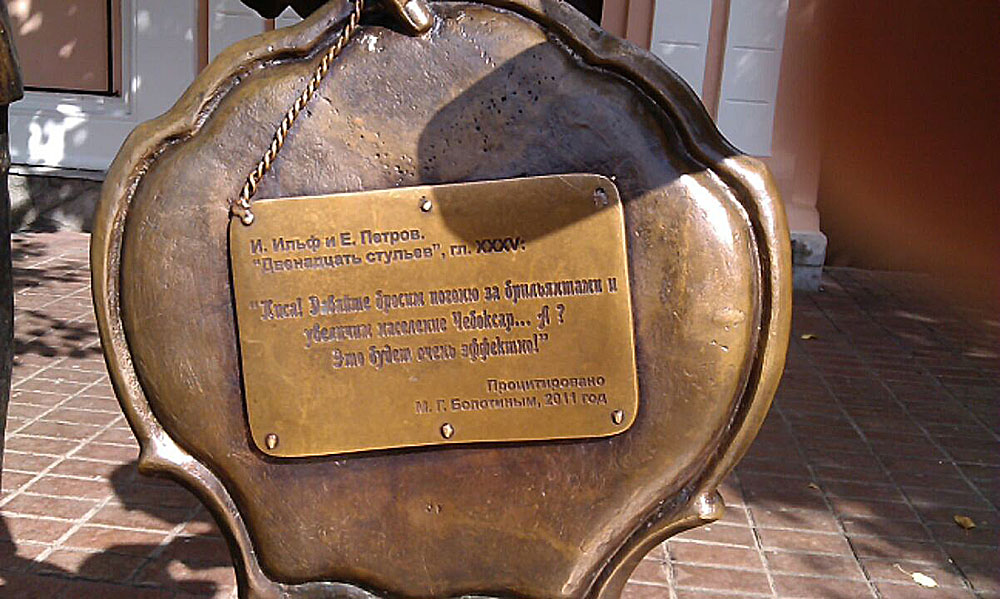 И. Ильф и Е. Петров.
"Двенадцать стульев", гл. XXXV:
"Киса! Давайте бросим погоню за брильянтами и
увеличим население Чебоксар... А ?
Это будет очень эффектно!"
Процитировано
М. Г. Болотиным, 2011 год